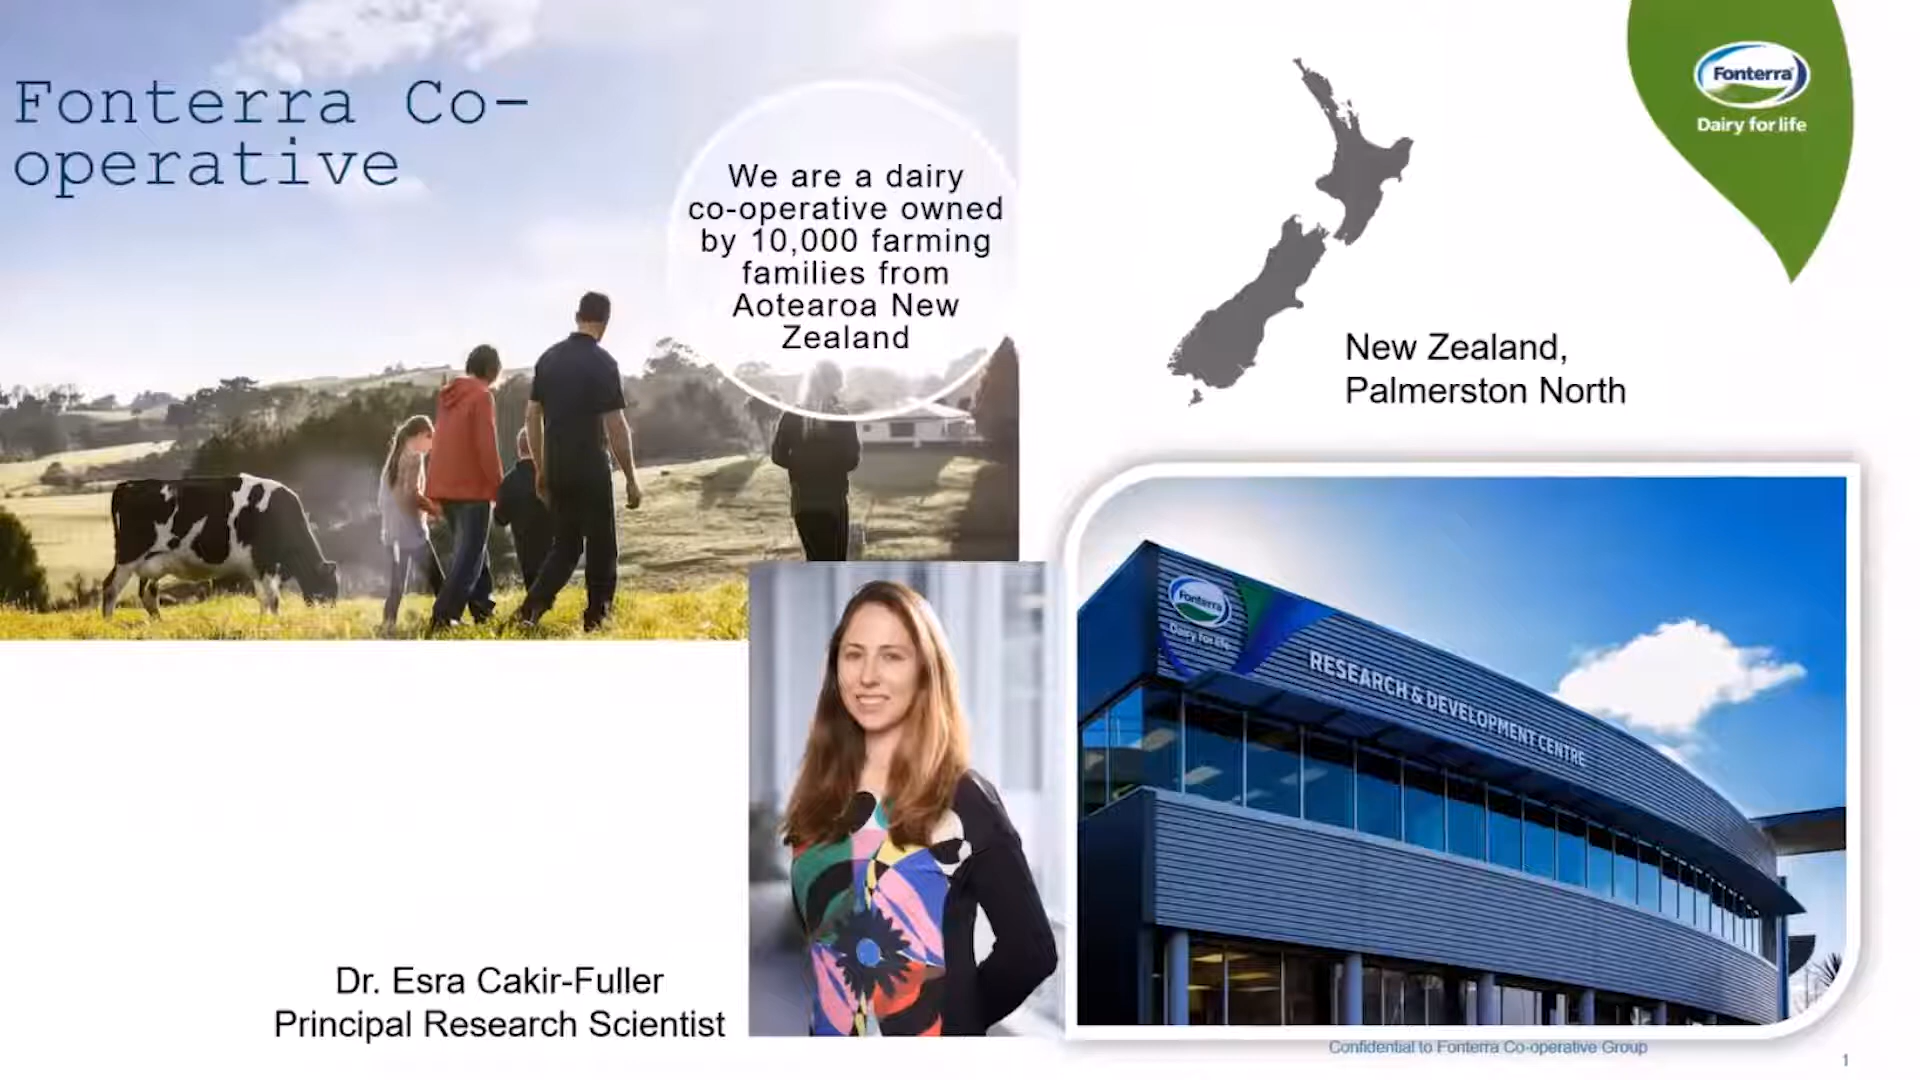 Fonterra Co-
operative
We are a dairy
co-operative owned
by 10,000 farming
families from
Aotearoa New
Zealand
Fonterra
Dairy for life
New Zealand,
Palmerston North
Fonterra
Dairy for life
RESEARCH & DEVELOPMENT CENTRE
Dr. Esra Cakir-Fuller
Principal Research Scientist
Confidential to Fonterra Co-operative Group
1